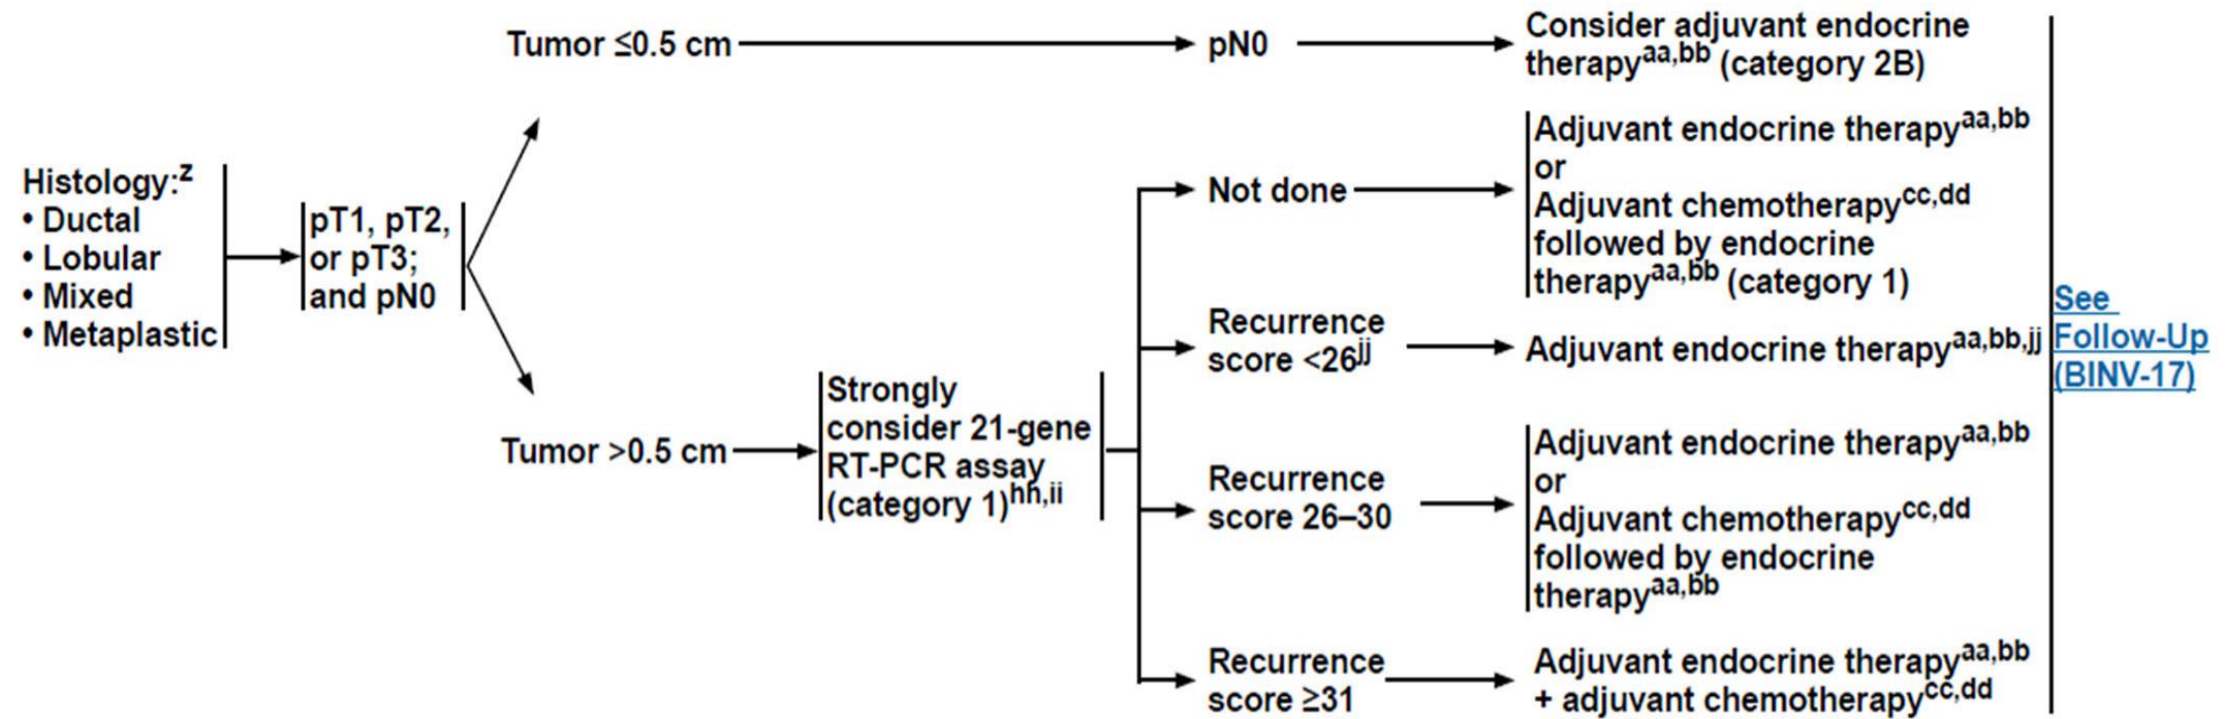 Histology:z
• Ductal
• Lobular
• Mixed
• Metaplastic
pT1, pT2,
or pT3;
and pN0
Tumor ≤0.5 cm
pN0
Consider adjuvant endocrine
therapyaa,bb (category 2B)
Tumor >0.5 cm
Strongly
consider 21-gene
RT-PCR assay
(category 1)hh,ii
Not done
Adjuvant endocrine therapyaa,bb
or
Adjuvant chemotherapycc,dd
followed by endocrine
therapyaa,bb (category 1)
Recurrence
score <26jj
Adjuvant endocrine therapyaa,bb,jj
Recurrence
score 26–30
Adjuvant endocrine therapyaa,bb
or
Adjuvant chemotherapycc,dd
followed by endocrine
therapyaa,bb
Recurrence
score ≥31
Adjuvant endocrine therapyaa,bb
+ adjuvant chemotherapycc,dd
See
Follow-Up
(BINV-17)